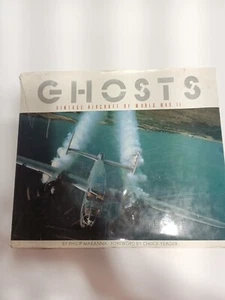 GHOSTS
VINTAGE AIRCRAFT OF WORLD WAR II
BY PHILIP MAKANNA FOREWORD BY CHUCK YEAGER